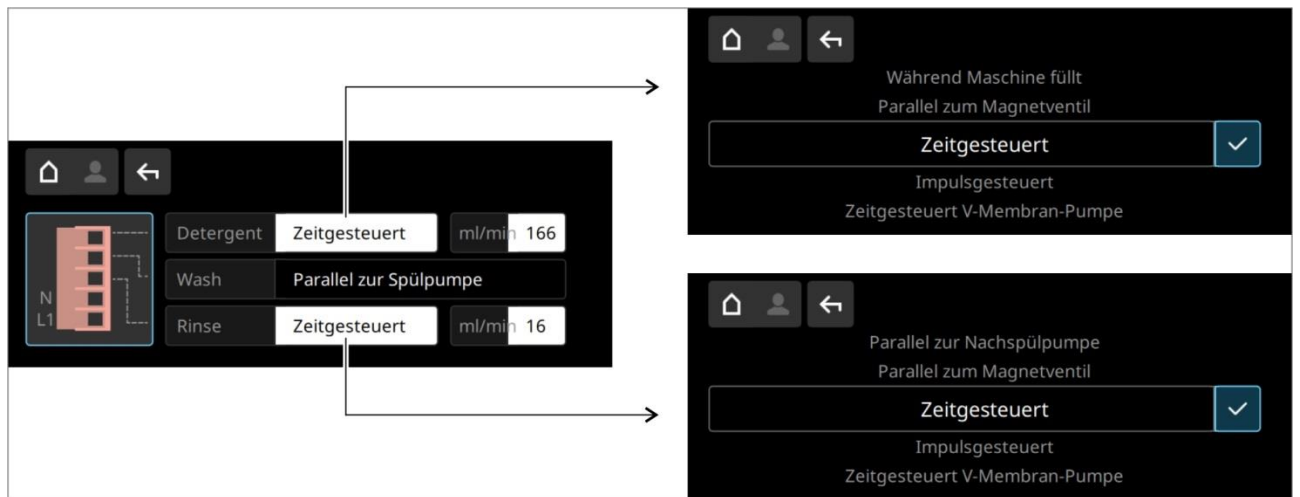 Detergent Zeitgesteuert ml/min 166
Wash Parallel zur Spülpumpe
N
L1
Rinse Zeitgesteuert ml/min 16
Während Maschine füllt
Parallel zum Magnetventil
Zeitgesteuert
Impulsgesteuert
Zeitgesteuert V-Membran-Pumpe
Parallel zur Nachspülpumpe
Parallel zum Magnetventil
Zeitgesteuert
Impulsgesteuert
Zeitgesteuert V-Membran-Pumpe